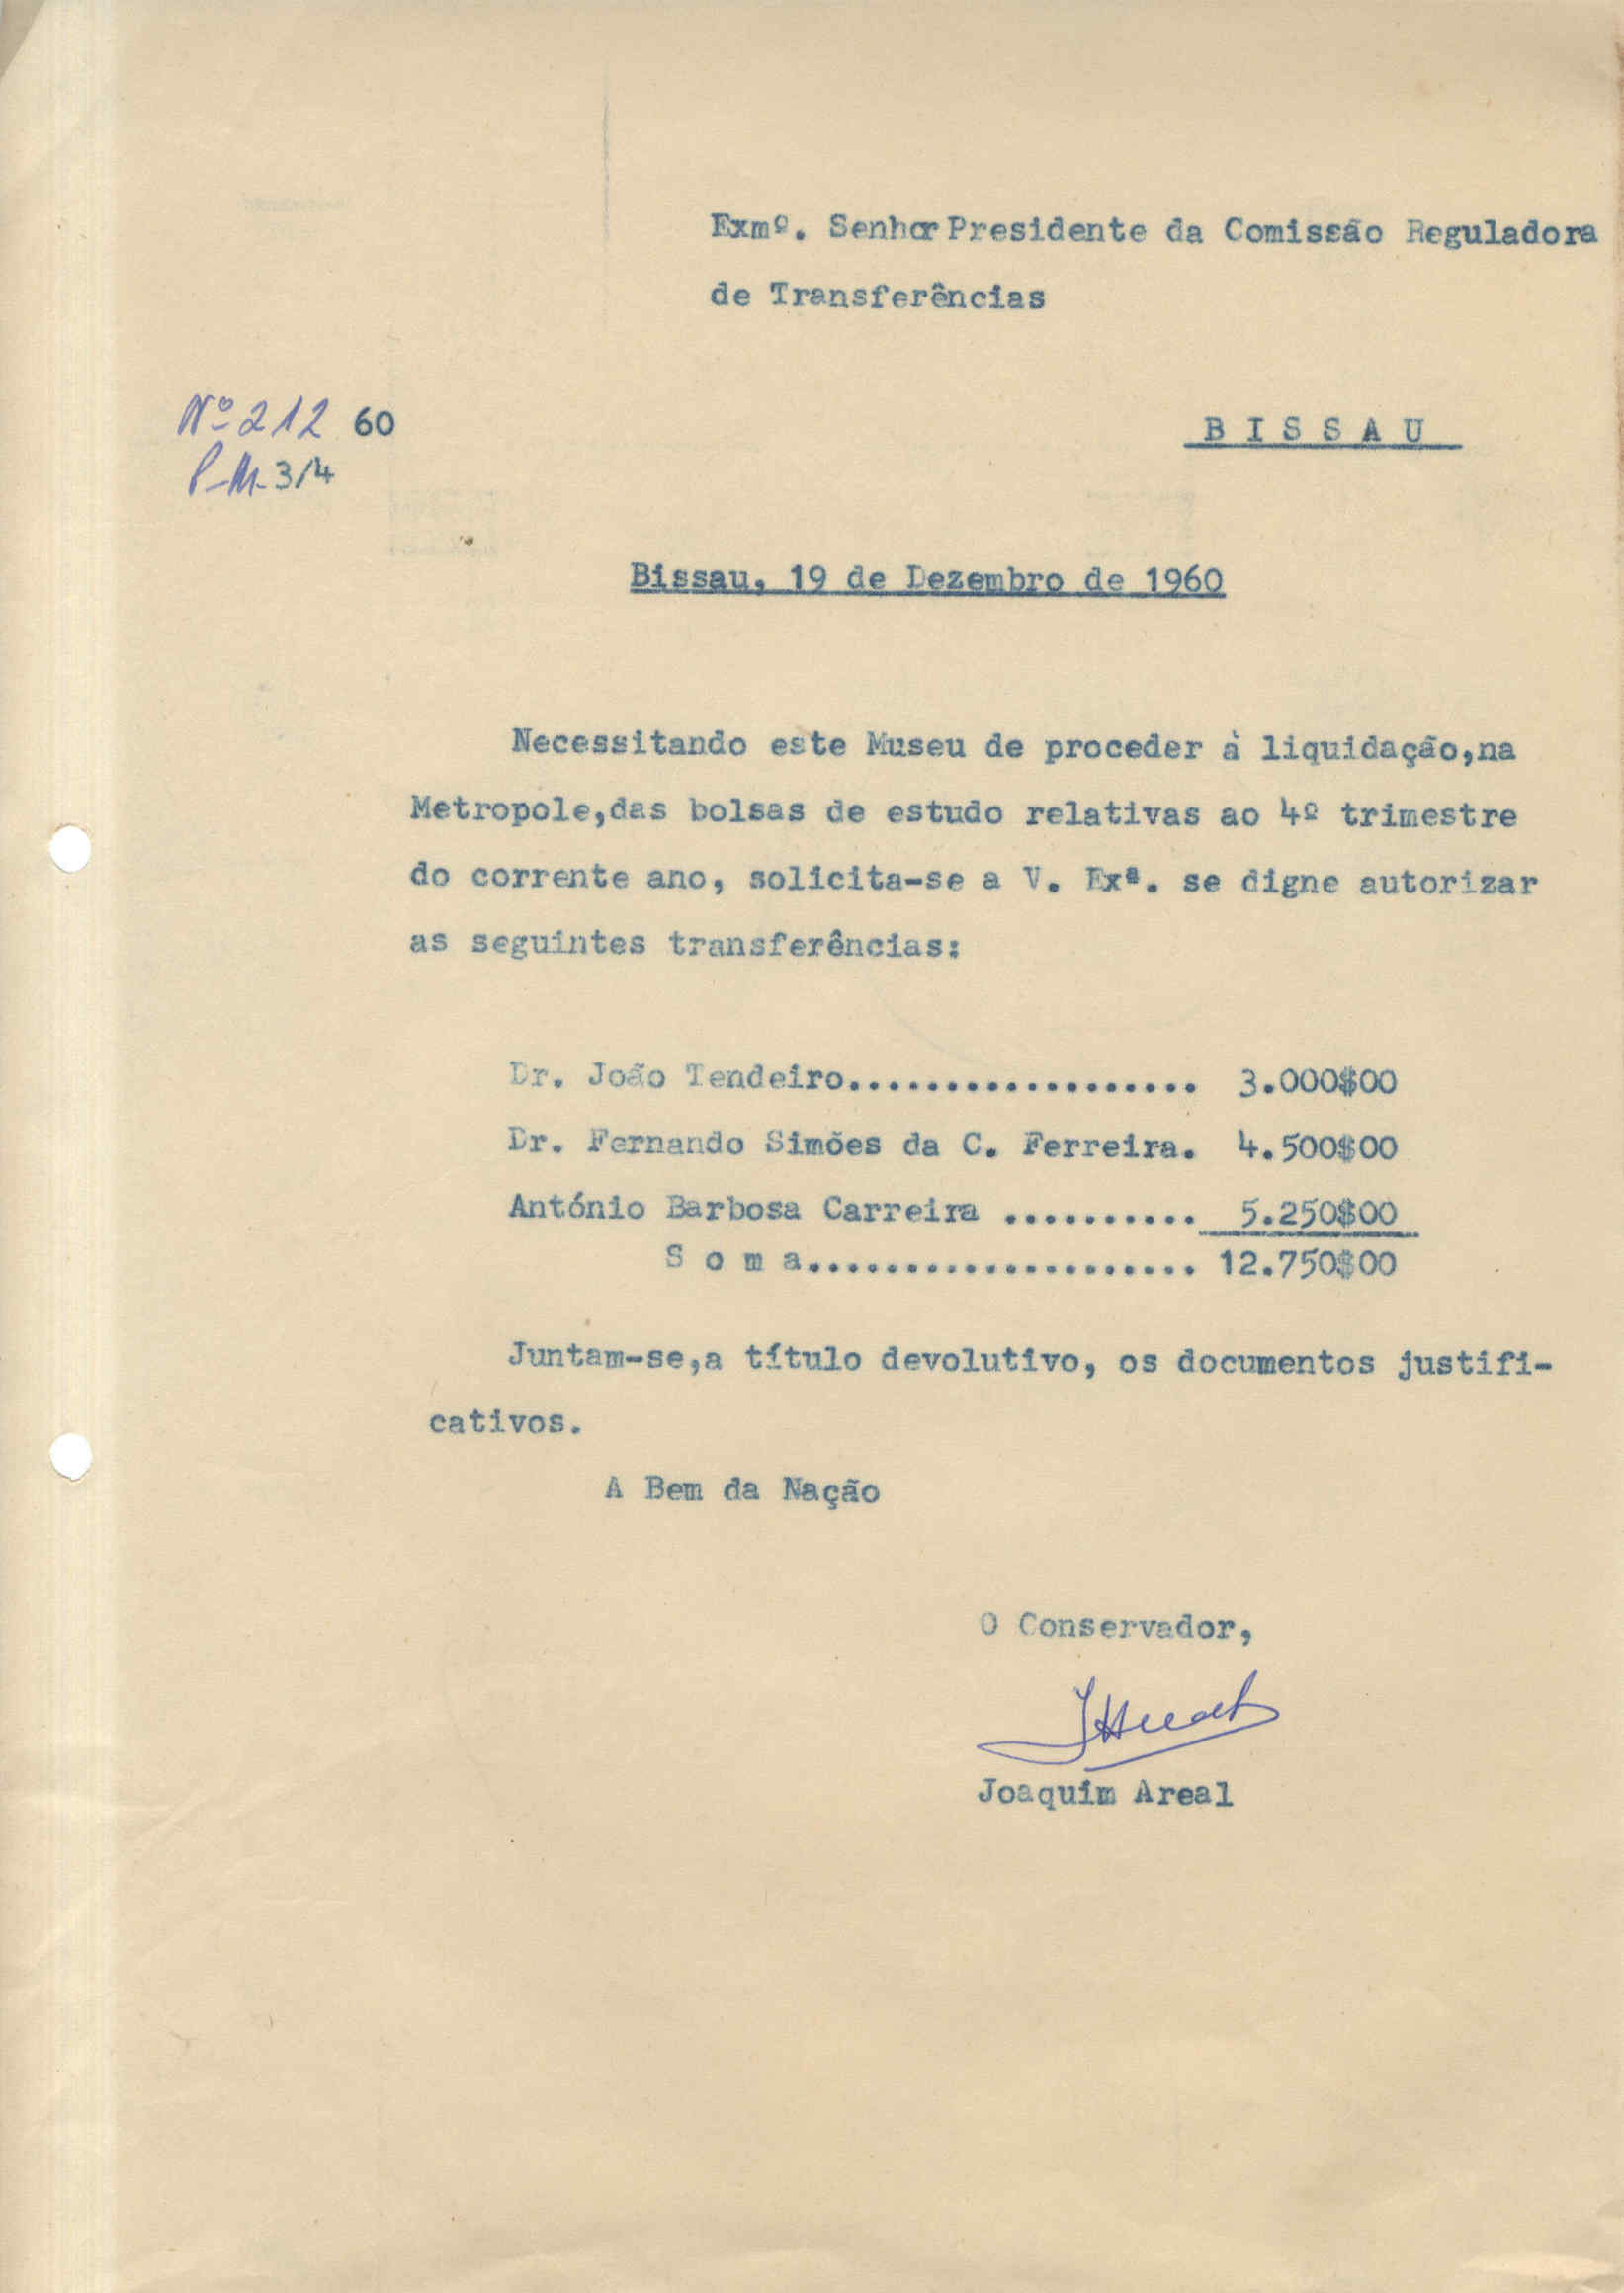 Exmº. Senhor Presidente da Comissão Reguladora
de Transferências
Nº 212 60
P-M- 3/4
B I S S A U
Bissau, 19 de Dezembro de 1960
Necessitando este Museu de proceder à liquidação,na
Metropole,das bolsas de estudo relativas ao 4º trimestre
do corrente ano, solicita-se a V. Exª. se digne autorizar
as seguintes transferências:
Dr. João Tendeiro.................. 3.000$00
Dr. Fernando Simões da C. Ferreira. 4.500$00
António Barbosa Carreira .......... 5.250$00
S o m a.................... 12.750$00
Juntam-se,a título devolutivo, os documentos justifi-
cativos.
A Bem da Nação
O Conservador,
Joaquim Areal